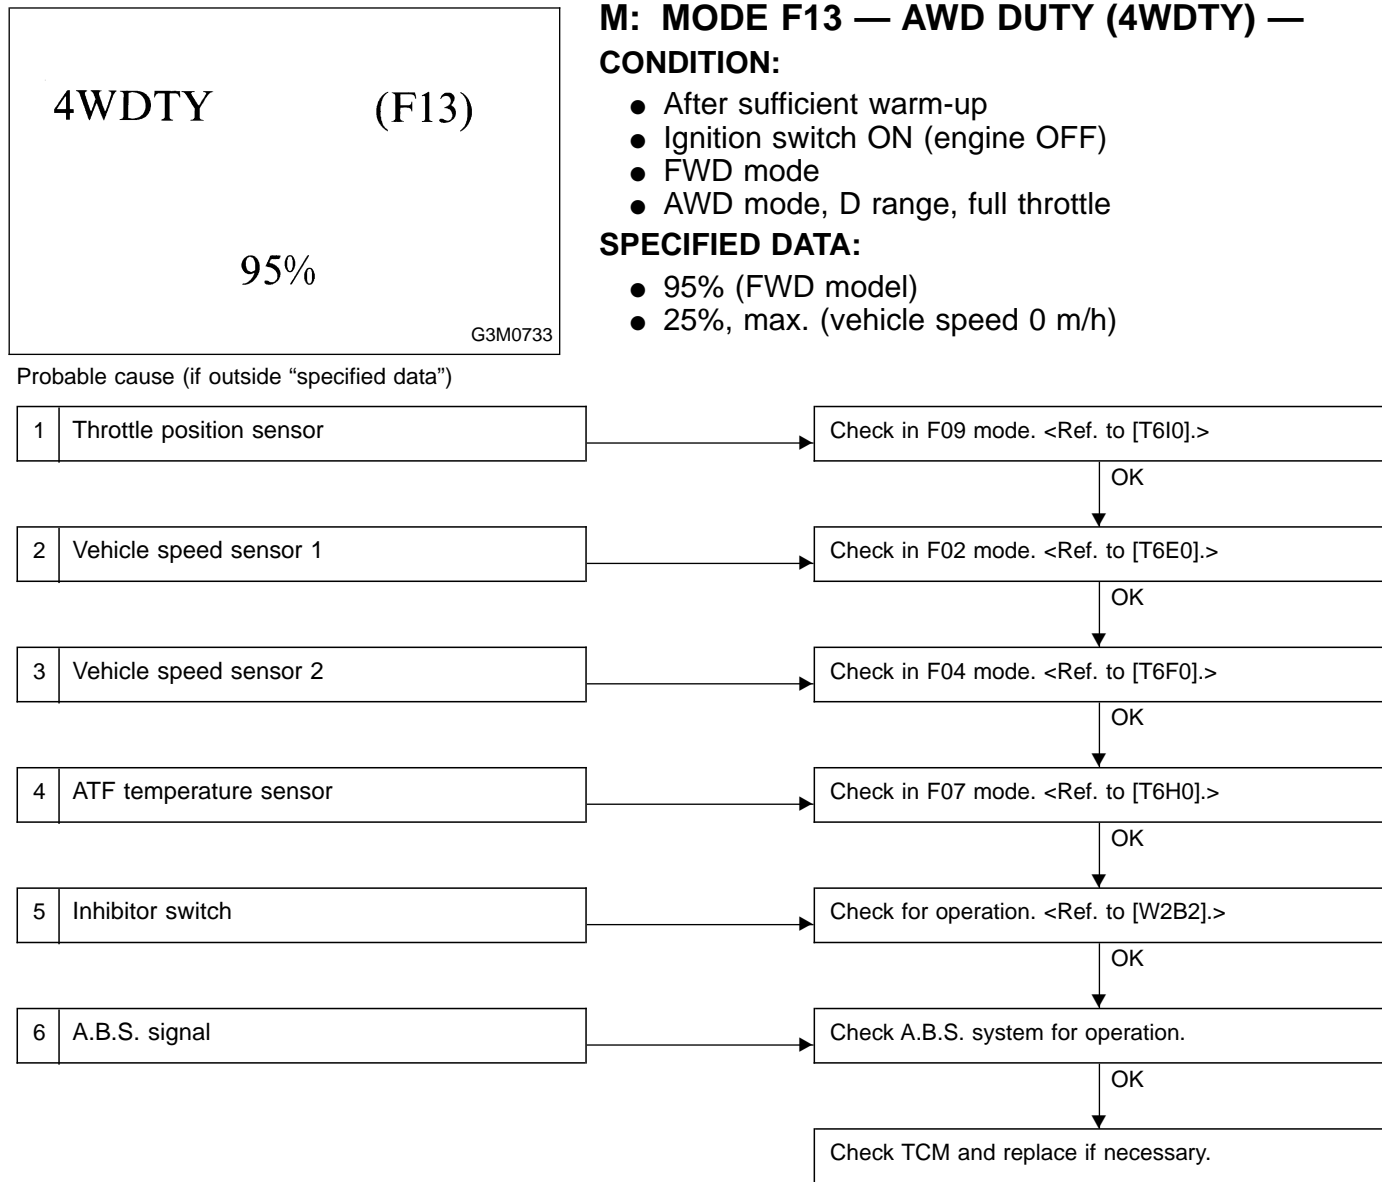 4WDTY (F13)
95%
G3M0733
M: MODE F13 — AWD DUTY (4WDTY) —
CONDITION:
● After sufficient warm-up
● Ignition switch ON (engine OFF)
● FWD mode
● AWD mode, D range, full throttle
SPECIFIED DATA:
● 95% (FWD model)
● 25%, max. (vehicle speed 0 m/h)
Probable cause (if outside “specified data”)
1 Throttle position sensor
Check in F09 mode. <Ref. to [T6I0].>
OK
2 Vehicle speed sensor 1
Check in F02 mode. <Ref. to [T6E0].>
OK
3 Vehicle speed sensor 2
Check in F04 mode. <Ref. to [T6F0].>
OK
4 ATF temperature sensor
Check in F07 mode. <Ref. to [T6H0].>
OK
5 Inhibitor switch
Check for operation. <Ref. to [W2B2].>
OK
6 A.B.S. signal
Check A.B.S. system for operation.
OK
Check TCM and replace if necessary.